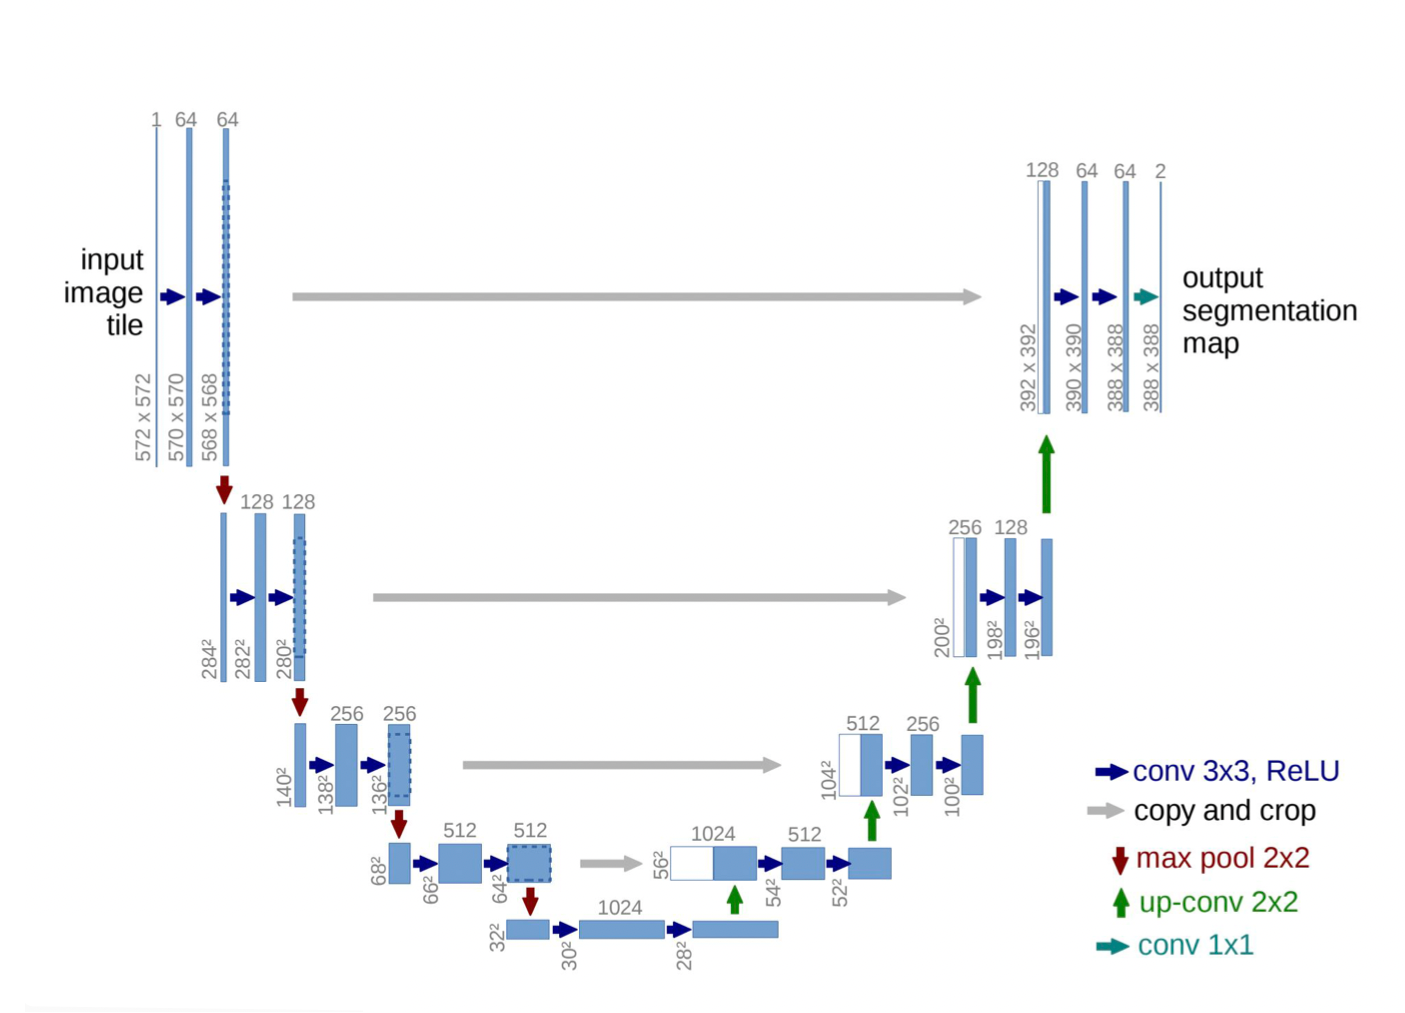 1 64 64
input
image
tile
572 x 572
570 x 570
568 x 568
128 64 64 2
392 x 392
390 x 390
388 x 388
388 x 388
output
segmentation
map
128 128
284²
282²
280²
256 128
200²
198²
196²
256 256
140²
138²
136²
512 256
104²
102²
100²
512 512
68²
66²
64²
1024 512
56²
54²
52²
1024
32²
30²
28²
conv 3x3, ReLU
copy and crop
max pool 2x2
up-conv 2x2
conv 1x1